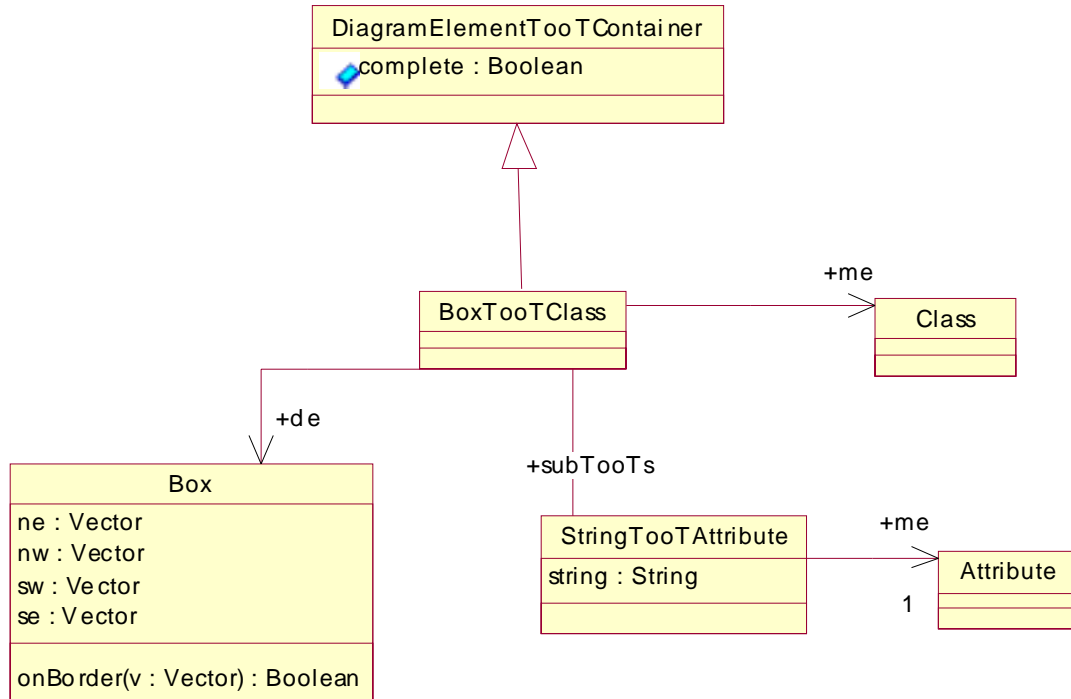 DiagramElementTooTContainer
complete : Boolean
+me
BoxTooTClass
Class
+de
+subTooTs
Box
ne : Vector
nw : Vector
sw : Vector
se : Vector
onBorder(v : Vector) : Boolean
StringTooTAttribute
string : String
+me
1
Attribute